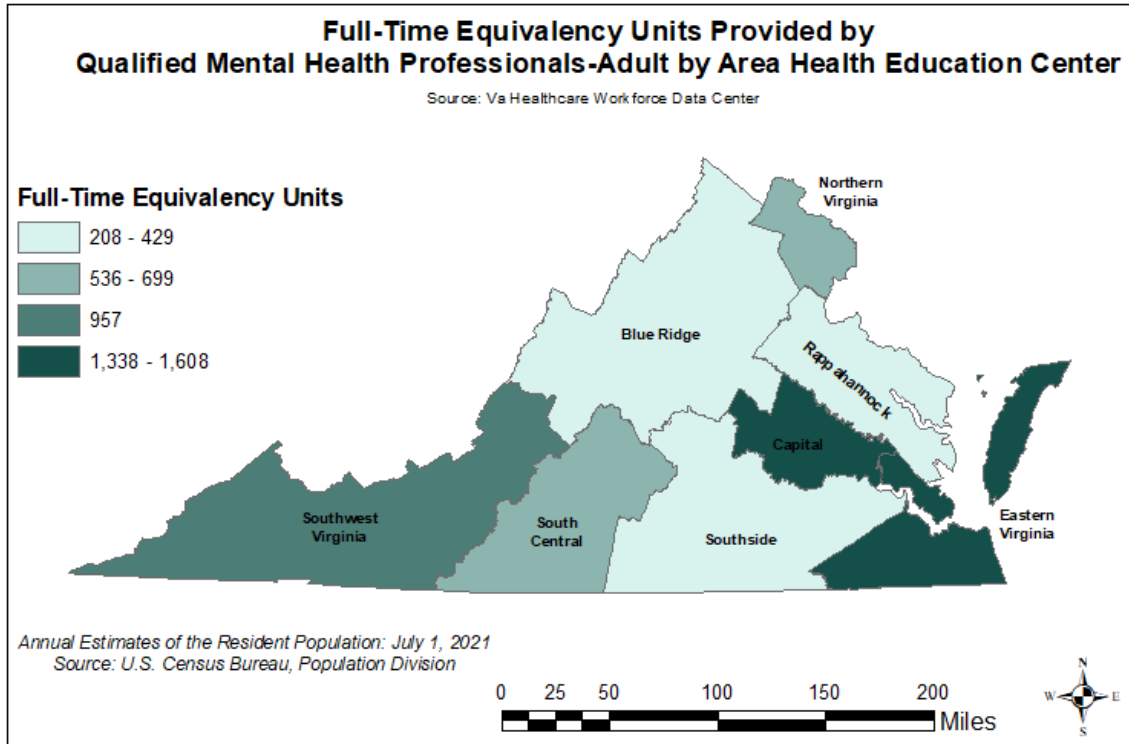 Full-Time Equivalency Units Provided by
Qualified Mental Health Professionals-Adult by Area Health Education Center
Source: Va Healthcare Workforce Data Center
Full-Time Equivalency Units
208 - 429
536 - 699
957
1,338 - 1,608
Northern
Virginia
Blue Ridge
Rappahannock
Capital
Southwest
Virginia
South
Central
Southside
Eastern
Virginia
Annual Estimates of the Resident Population: July 1, 2021
Source: U.S. Census Bureau, Population Division
0 25 50 100 150 200
Miles
N
W E
S